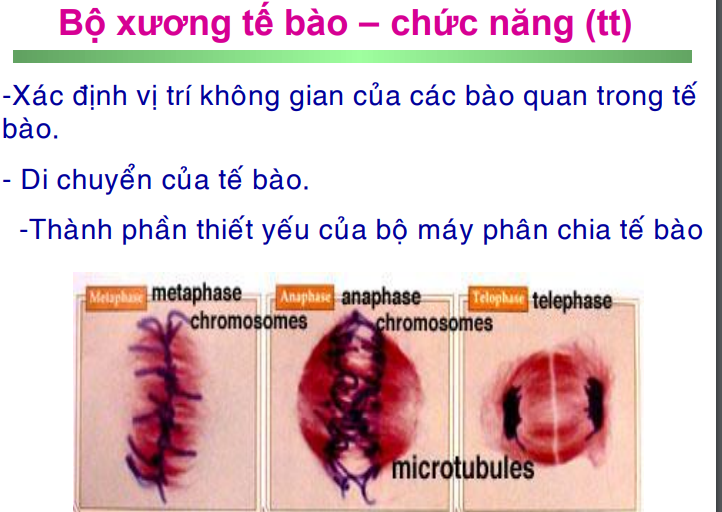 Bộ xương tế bào – chức năng (tt)
-Xác định vị trí không gian của các bào quan trong tế
bào.
- Di chuyển của tế bào.
-Thành phần thiết yếu của bộ máy phân chia tế bào
Metaphase metaphase
chromosomes
Anaphase anaphase
chromosomes
Telophase telephase
microtubules